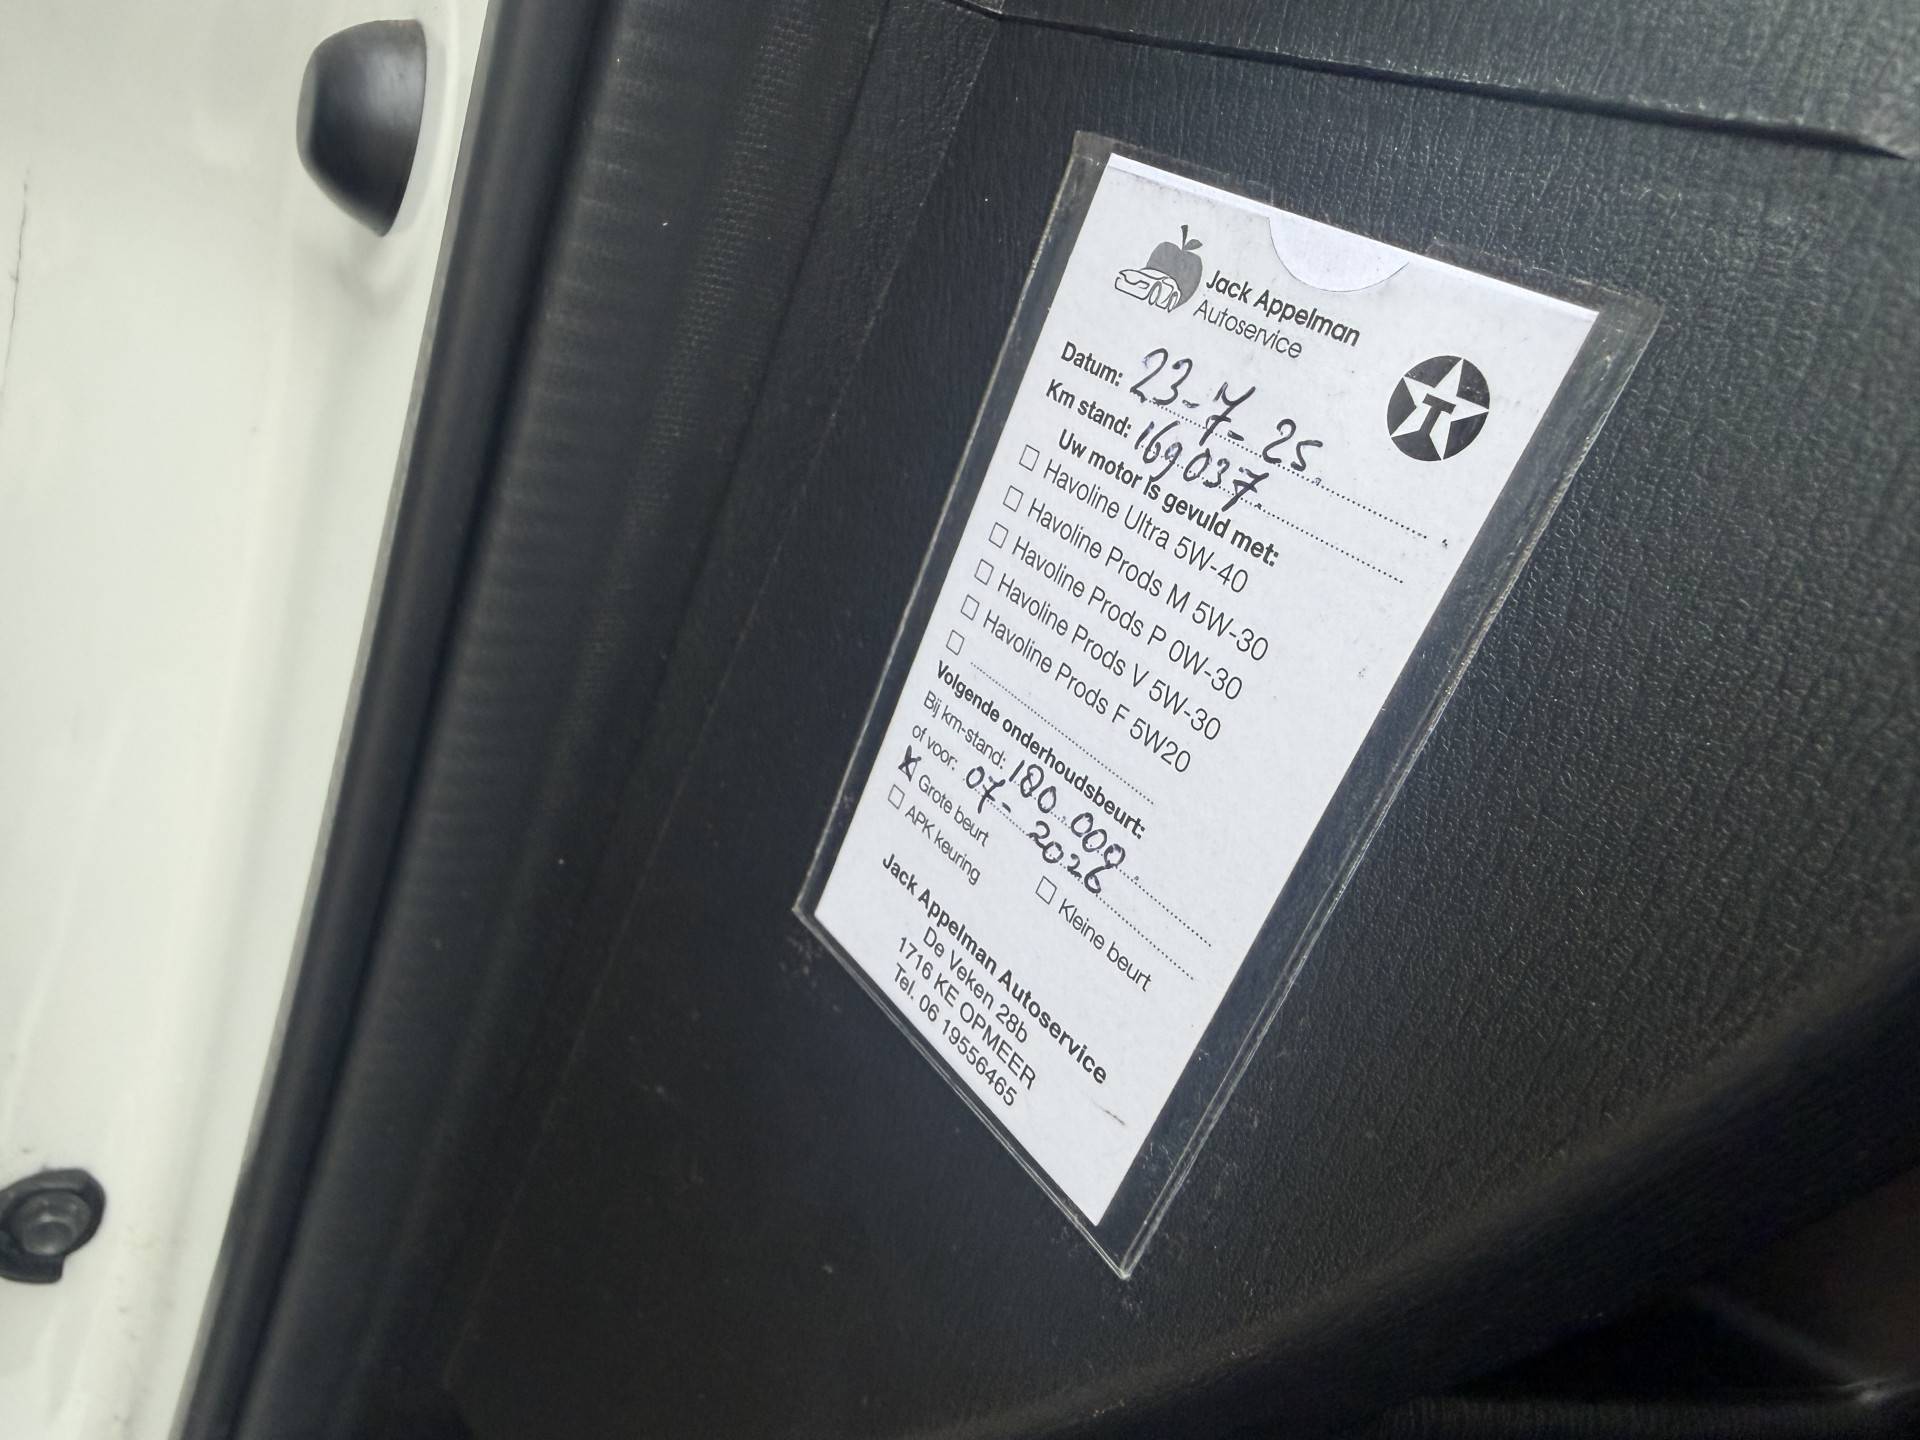 Jack Appelman
Autoservice
T
Datum: 23-7-25
Km stand: 169037
Uw motor is gevuld met:
Havoline Ultra 5W-40
Havoline Prods M 5W-30
Havoline Prods P 0W-30
Havoline Prods V 5W-30
Havoline Prods F 5W20
Volgende onderhoudsbeurt:
Bij km-stand: 180.000
of voor: 07-2026
Grote beurt
Kleine beurt
APK keuring
Jack Appelman Autoservice
De Veken 28b
1716 KE OPMEER
Tel. 06 19556465